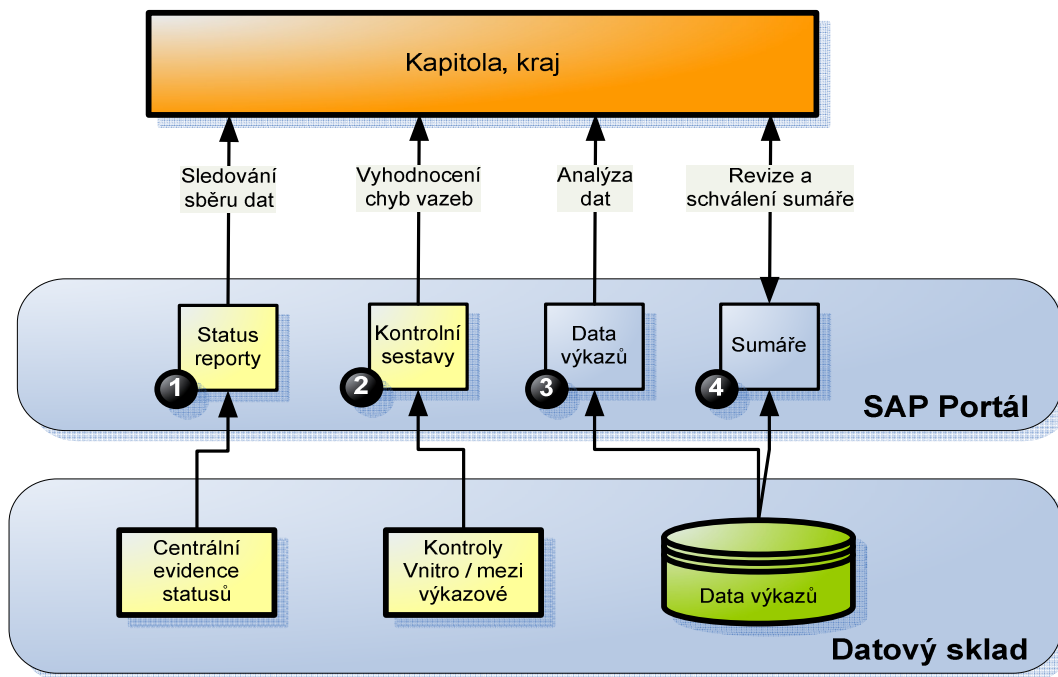 Kapitola, kraj
Sledování
sběru dat
Vyhodnocení
chyb vazeb
Analýza
dat
Revize a
schválení sumáře
Status
reporty
1
Kontrolní
sestavy
2
Data
výkazů
3
Sumáře
4
SAP Portál
Centrální
evidence
statusů
Kontroly
Vnitro / mezi
výkazové
Data výkazů
Datový sklad